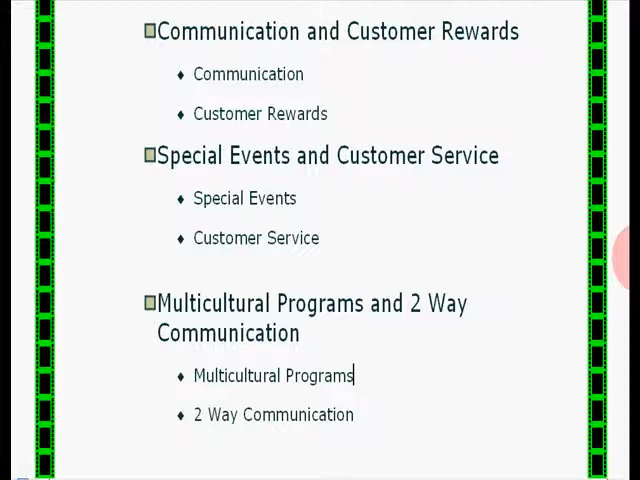 Communication and Customer Rewards
Communication
Customer Rewards
Special Events and Customer Service
Special Events
Customer Service
Multicultural Programs and 2 Way
Communication
Multicultural Programs
2 Way Communication